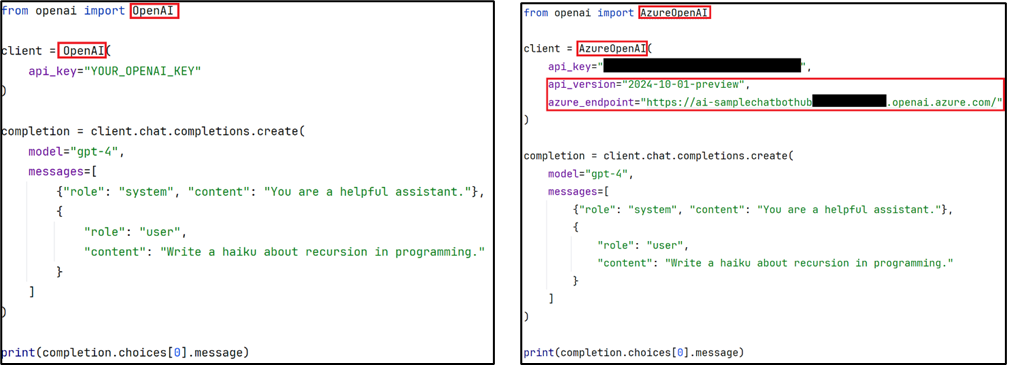 from openai import OpenAI
client = OpenAI(
    api_key="YOUR_OPENAI_KEY"
)
completion = client.chat.completions.create(
    model="gpt-4",
    messages=[
        {"role": "system", "content": "You are a helpful assistant."},
        {
            "role": "user",
            "content": "Write a haiku about recursion in programming."
        }
    ]
)
print(completion.choices[0].message)
from openai import AzureOpenAI
client = AzureOpenAI(
    api_key="                    ",
    api_version="2024-10-01-preview",
    azure_endpoint="https://ai-samplechatbothub          .openai.azure.com/"
)
completion = client.chat.completions.create(
    model="gpt-4",
    messages=[
        {"role": "system", "content": "You are a helpful assistant."},
        {
            "role": "user",
            "content": "Write a haiku about recursion in programming."
        }
    ]
)
print(completion.choices[0].message)